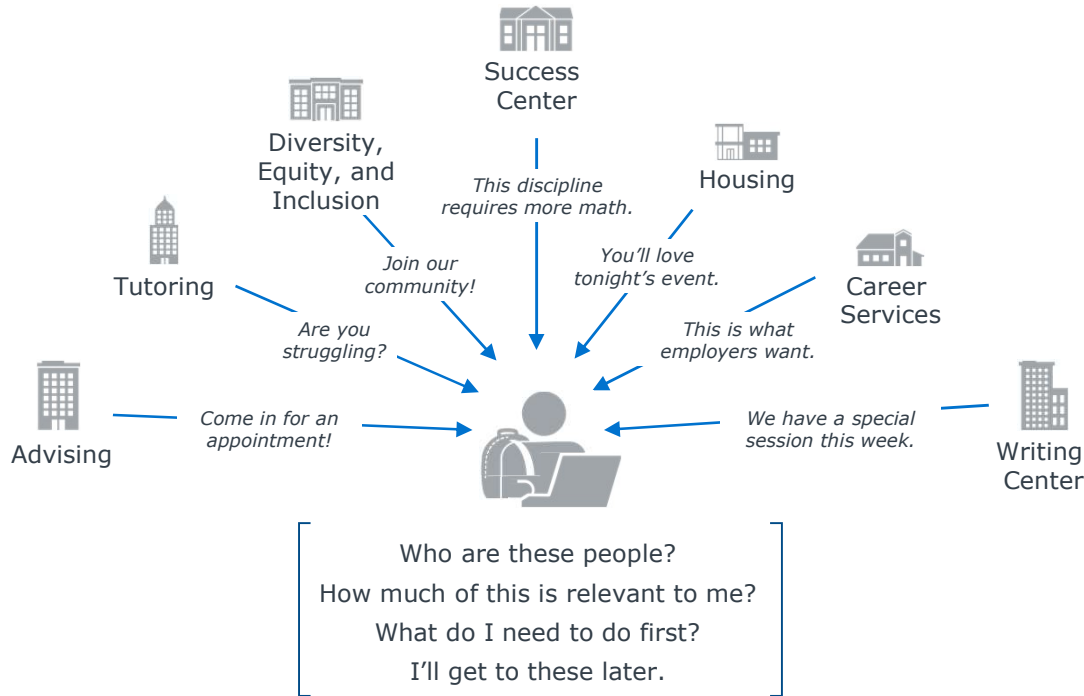 Success
Center
Diversity,
Equity, and
Inclusion
Housing
This discipline
requires more math.
Tutoring
Join our
community!
You'll love
tonight's event.
Career
Services
Are you
struggling?
This is what
employers want.
Advising
Come in for an
appointment!
We have a special
session this week.
Writing
Center
Who are these people?
How much of this is relevant to me?
What do I need to do first?
I'll get to these later.